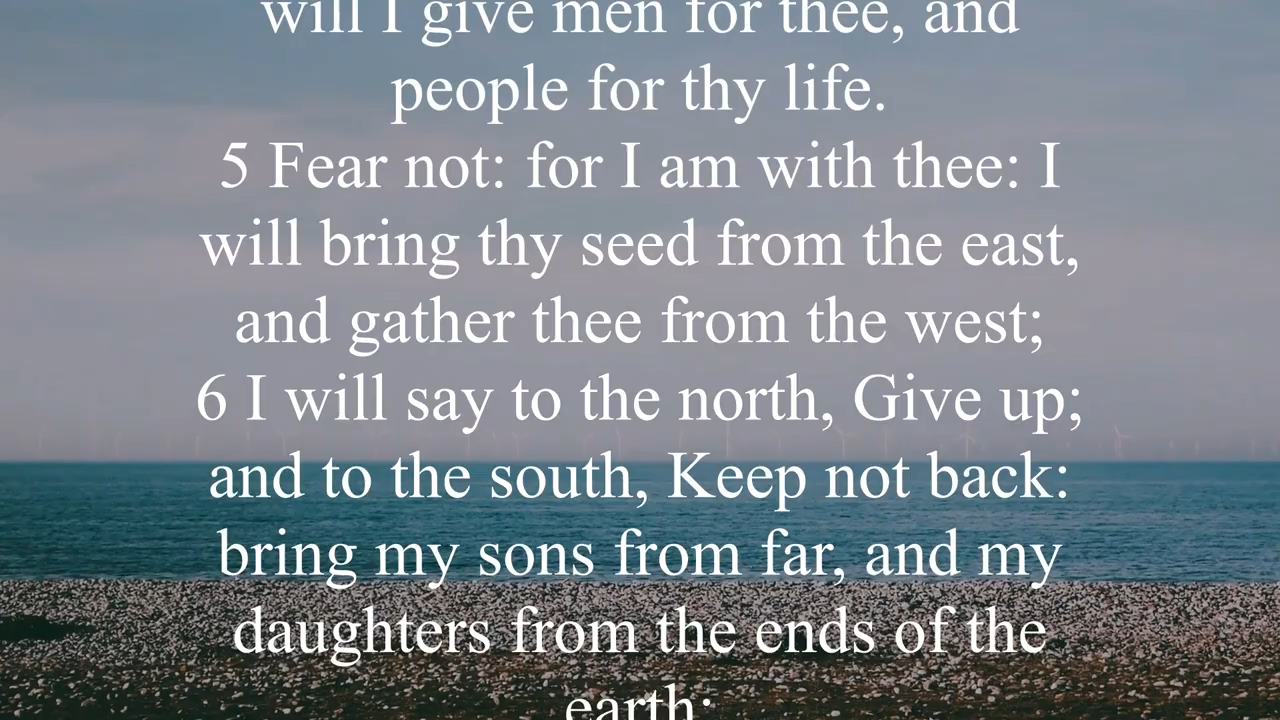 will I give men for thee, and
people for thy life.
5 Fear not: for I am with thee: I
will bring thy seed from the east,
and gather thee from the west;
6 I will say to the north, Give up;
and to the south, Keep not back:
bring my sons from far, and my
daughters from the ends of the
earth;